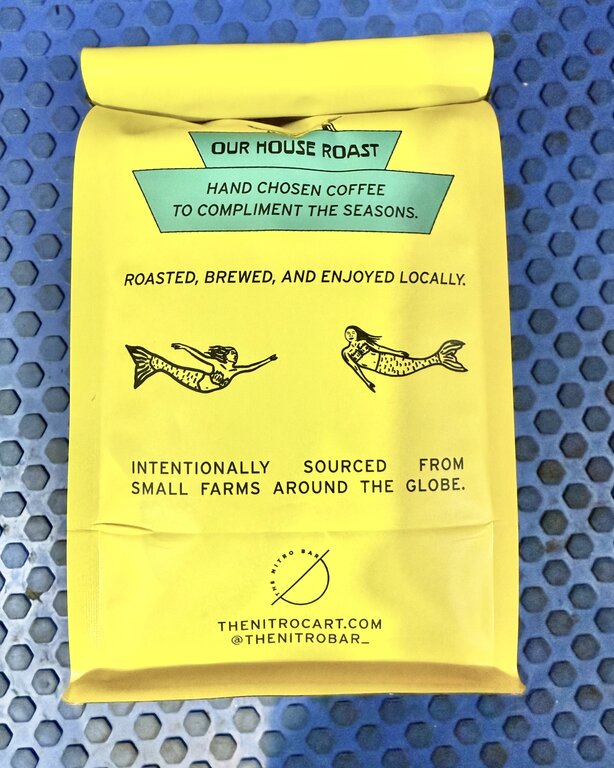 OUR HOUSE ROAST
HAND CHOSEN COFFEE
TO COMPLIMENT THE SEASONS.
ROASTED, BREWED, AND ENJOYED LOCALLY.
INTENTIONALLY SOURCED FROM
SMALL FARMS AROUND THE GLOBE.
THE NITRO BAR
THENITROCART.COM
@THENITROBAR_